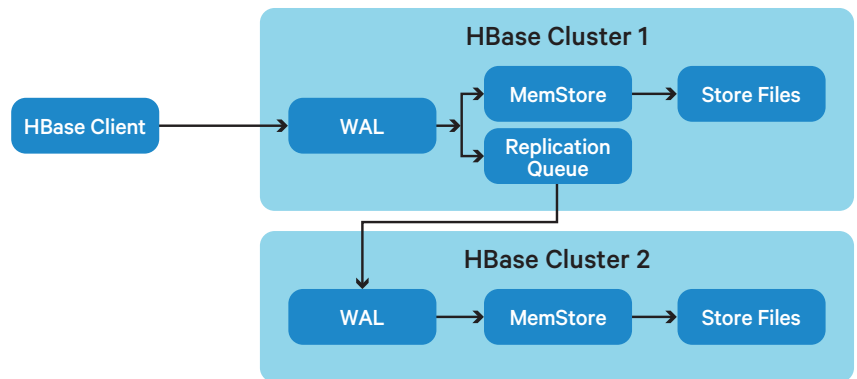 HBase Cluster 1
HBase Client
WAL
MemStore
Store Files
Replication
Queue
HBase Cluster 2
WAL
MemStore
Store Files